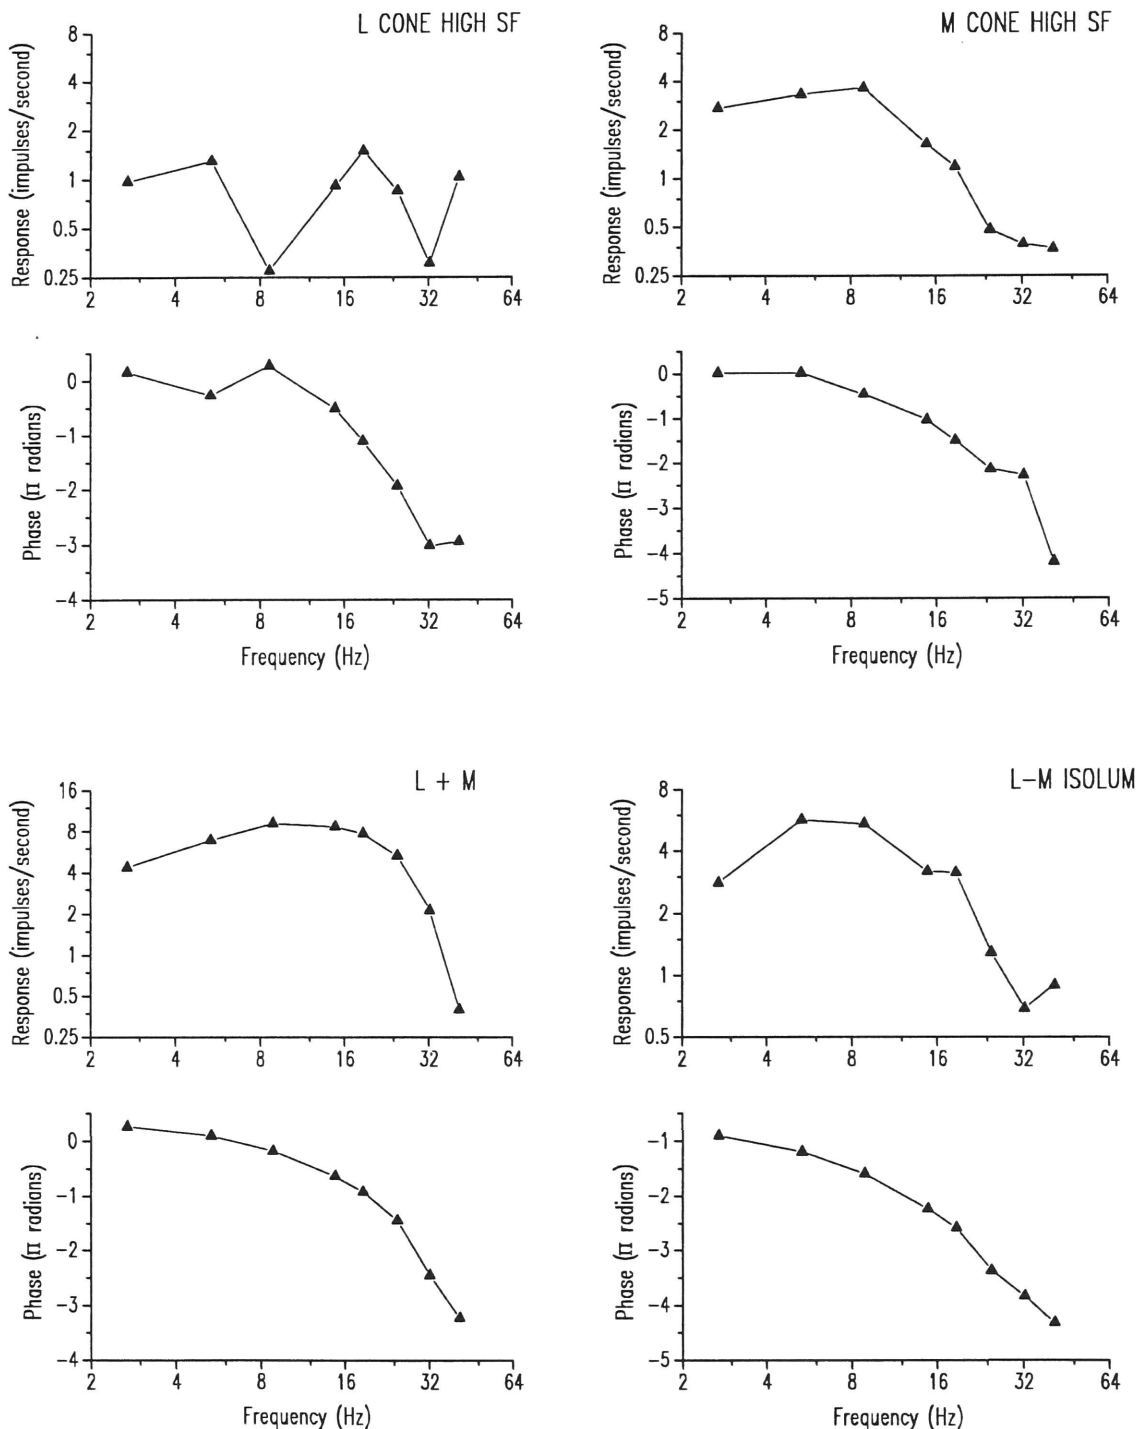 L CONE HIGH SF
Response (impulses/second)
8
4
2
1
0.5
0.25
2 4 8 16 32 64
Phase (π radians)
0
−1
−2
−3
−4
2 4 8 16 32 64
Frequency (Hz)
M CONE HIGH SF
Response (impulses/second)
8
4
2
1
0.5
0.25
2 4 8 16 32 64
Phase (π radians)
0
−1
−2
−3
−4
−5
2 4 8 16 32 64
Frequency (Hz)
L + M
Response (impulses/second)
16
8
4
2
1
0.5
0.25
2 4 8 16 32 64
Phase (π radians)
0
−1
−2
−3
−4
2 4 8 16 32 64
Frequency (Hz)
L−M ISOLUM
Response (impulses/second)
8
4
2
1
0.5
2 4 8 16 32 64
Phase (π radians)
−1
−2
−3
−4
−5
2 4 8 16 32 64
Frequency (Hz)